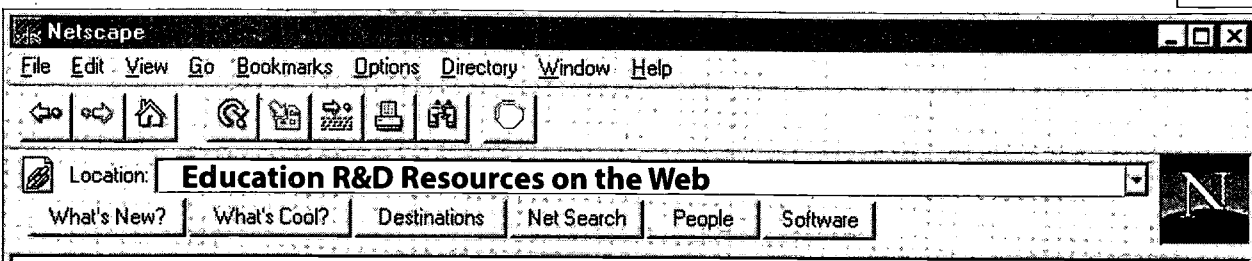 Netscape
File Edit View Go Bookmarks Options Directory Window Help
Location: Education R&D Resources on the Web
N
What's New? What's Cool? Destinations Net Search People Software